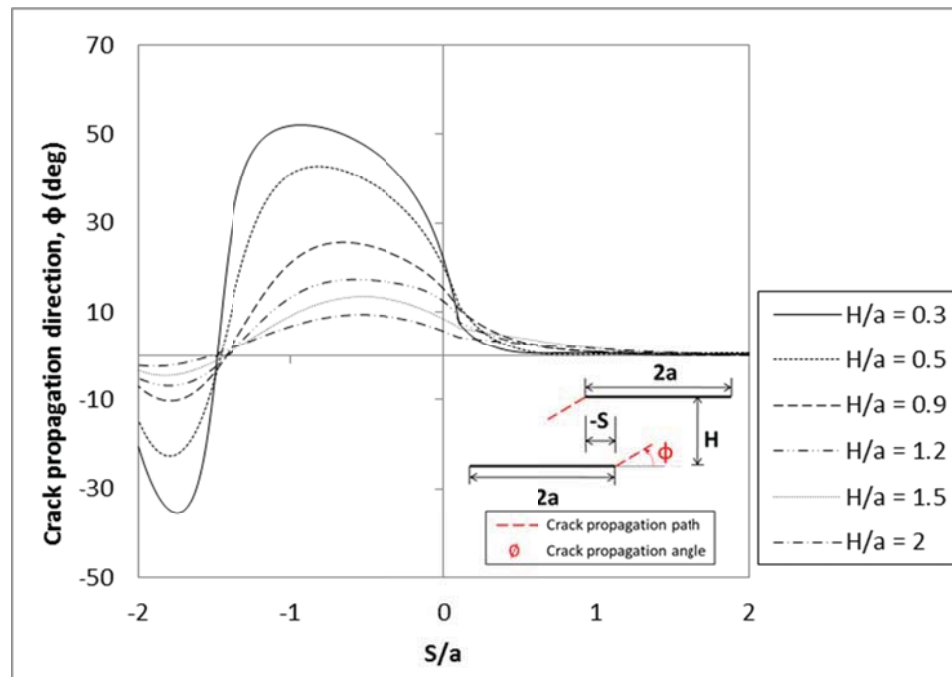 70
50
30
10
-10
-30
-50
Crack propagation direction, ϕ (deg)
-2
-1
0
1
2
S/a
2a
-S
H
ϕ
2a
Crack propagation path
Ø Crack propagation angle
H/a = 0.3
H/a = 0.5
H/a = 0.9
H/a = 1.2
H/a = 1.5
H/a = 2